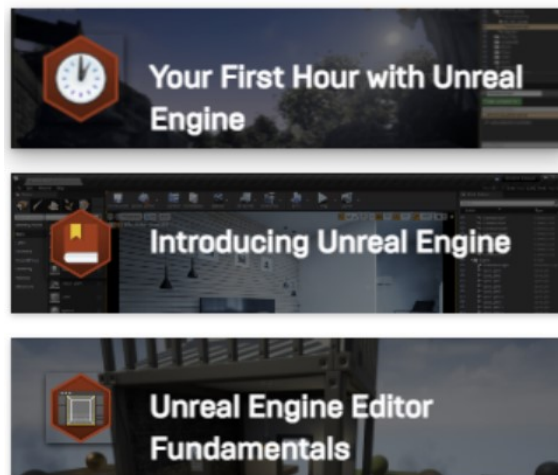 Your First Hour with Unreal
Engine
Introducing Unreal Engine
Unreal Engine Editor
Fundamentals